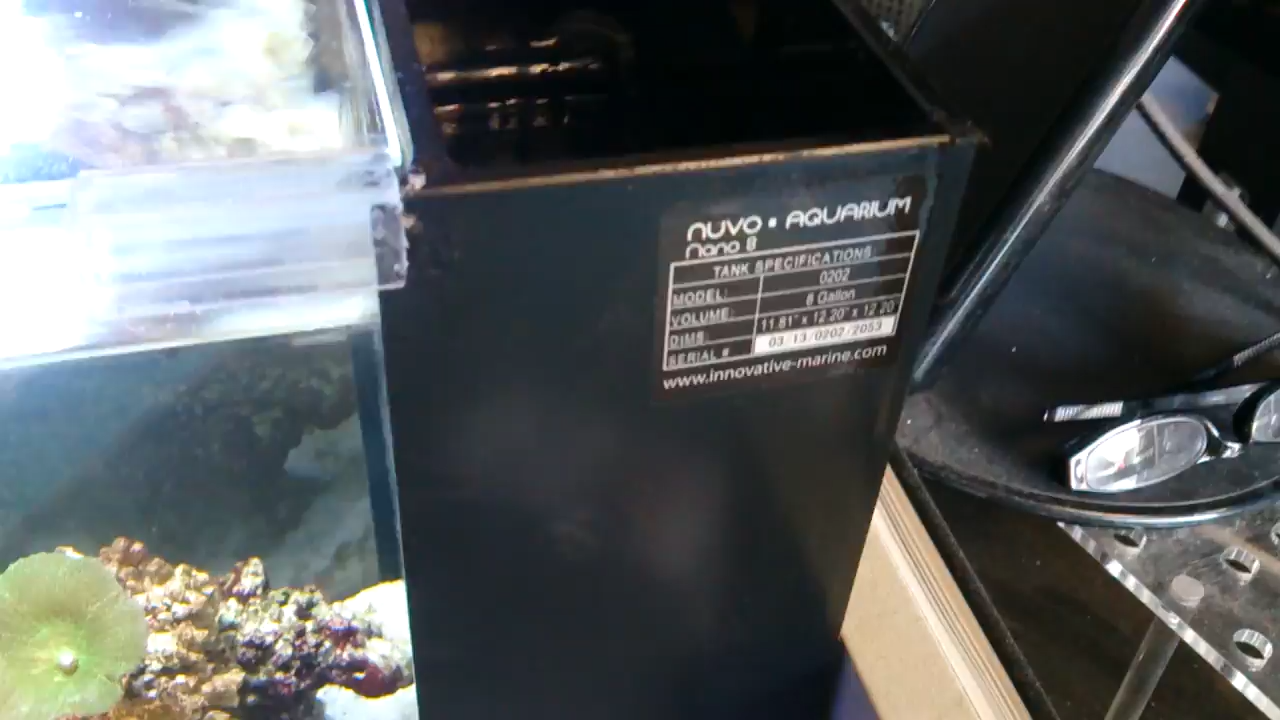 nuvo • AQUARIUM
Nano 8
TANK SPECIFICATIONS
MODEL: 0202
VOLUME: 8 Gallon
DIMS: 11.81" x 12.20" x 12.20
SERIAL # 03/13/0202/2053
www.innovative-marine.com